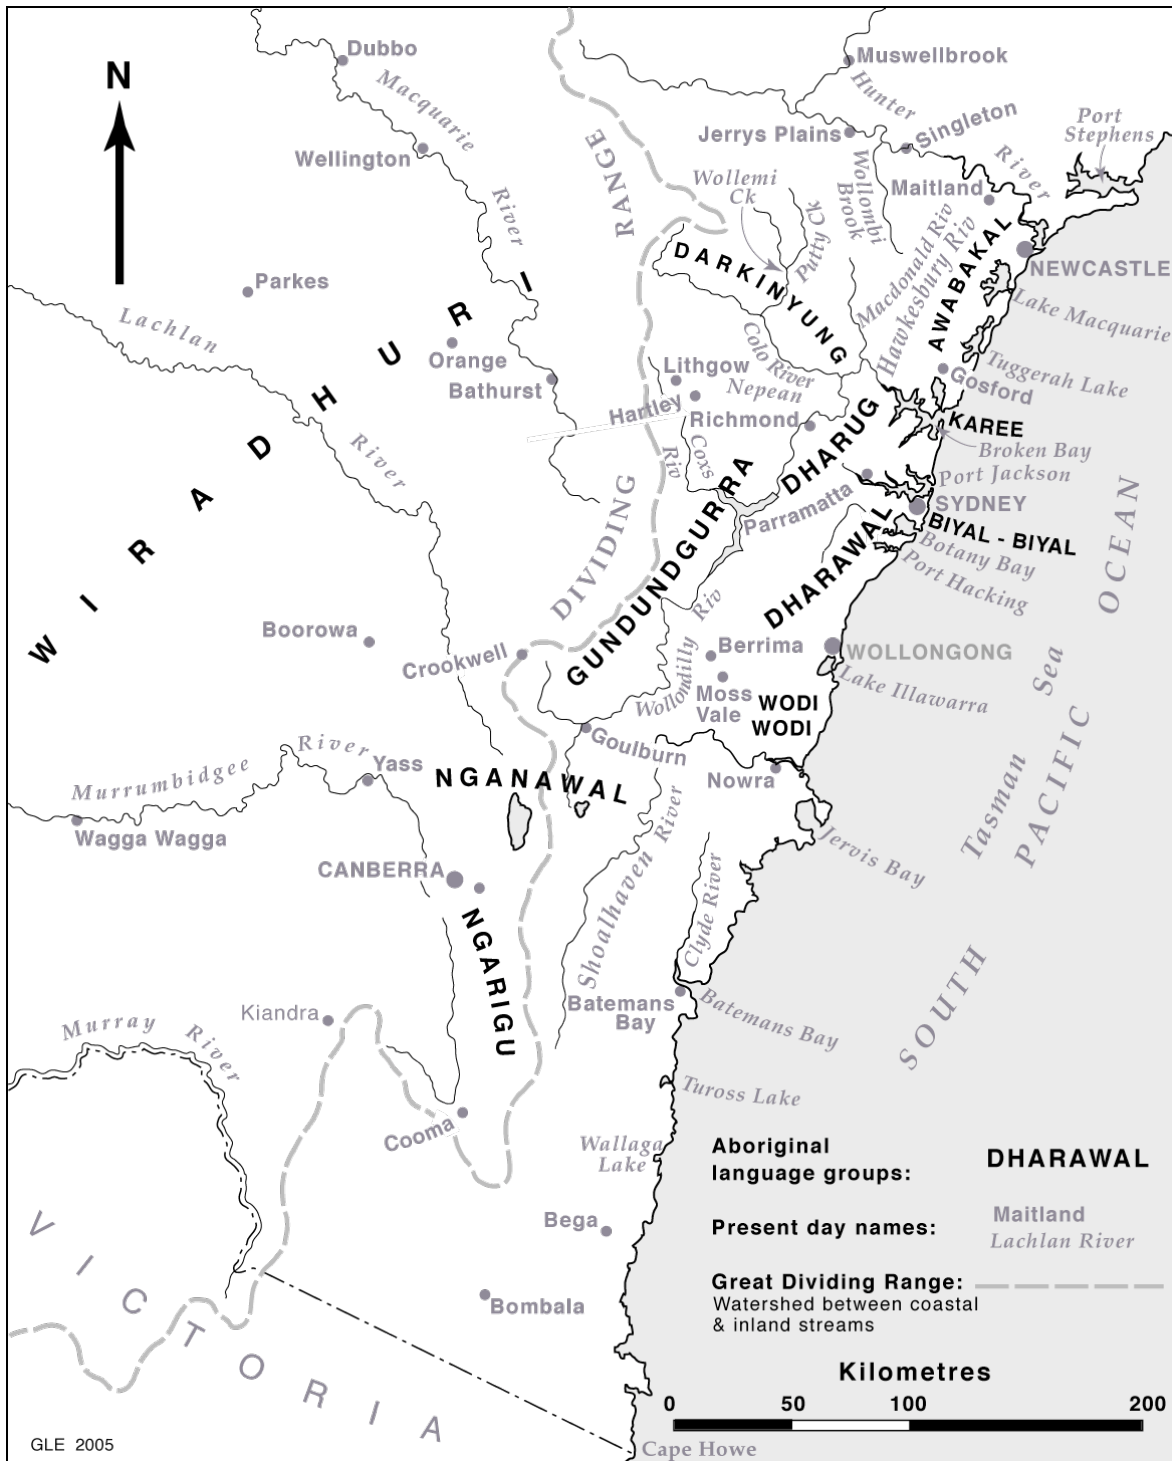 Dubbo
Muswellbrook
N
Macquarie
Hunter
Port
Stephens
Singleton
Jerrys Plains
RANGE
Wellington
River
Wollemi
Ck
Wollombi
Brook
River
Maitland
Putty Ck
Macdonald Riv
Hawkesbury Riv
DARKINYUNG
AWABAKAL
NEWCASTLE
Parkes
Lake Macquarie
Lachlan
Orange
Colo River
Tuggerah Lake
Lithgow
Nepean
Gosford
Bathurst
Hartley
Richmond
KAREE
WIRADHURI
River
Coxs
Riv
DHARUG
Broken Bay
Port Jackson
Parramatta
SYDNEY
BIYAL - BIYAL
DIVIDING
GUNDUNDGURRA
DHARAWAL
Botany Bay
Port Hacking
Boorowa
Crookwell
Wollondilly Riv
Berrima
WOLLONGONG
Moss
Vale
Lake Illawarra
WODI
WODI
Goulburn
Murrumbidgee
River
Yass
NGANAWAL
Nowra
Wagga Wagga
Shoalhaven River
Jervis Bay
CANBERRA
NGARIGU
Clyde River
Tasman Sea
SOUTH PACIFIC OCEAN
Kiandra
Batemans
Bay
Batemans Bay
Murray River
Tuross Lake
Cooma
Wallaga
Lake
Bega
Bombala
VICTORIA
Aboriginal
language groups:
DHARAWAL
Present day names:
Maitland
Lachlan River
Great Dividing Range:
Watershed between coastal
& inland streams
Kilometres
0 50 100 200
GLE 2005
Cape Howe